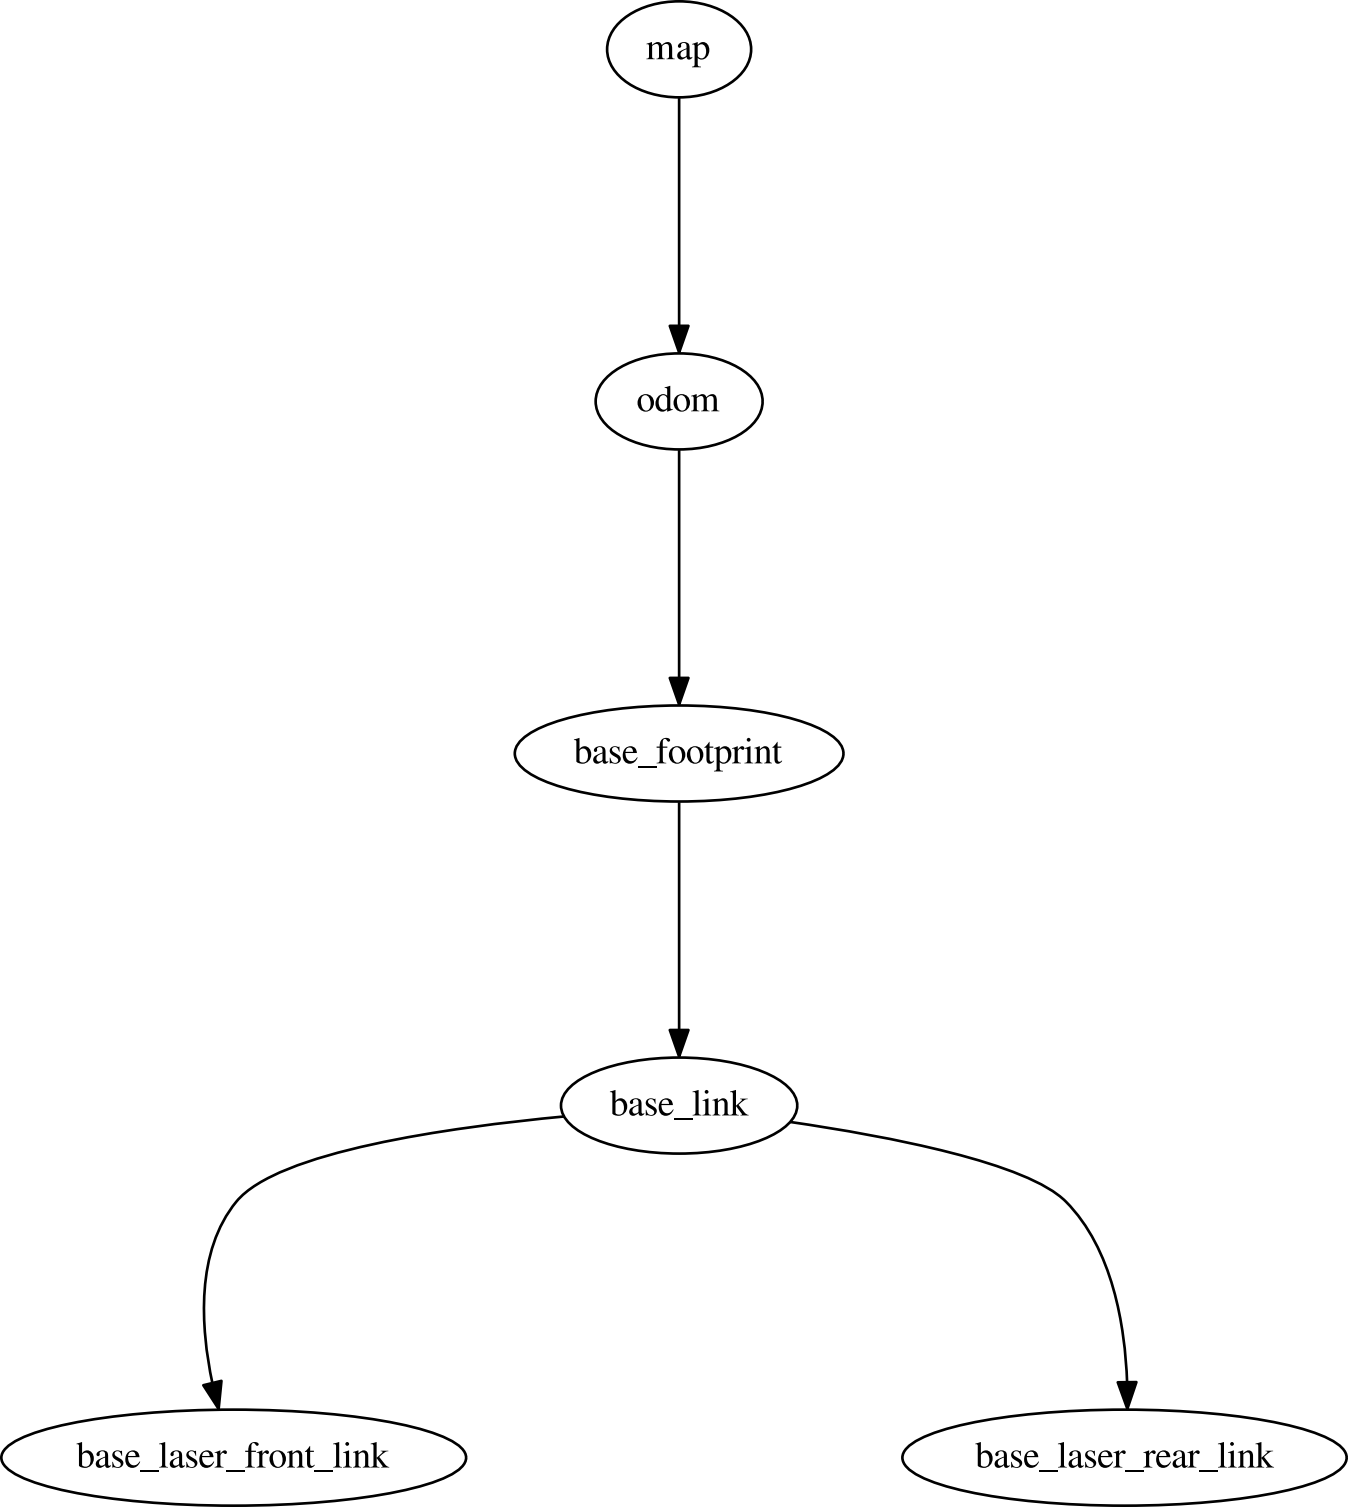 map
odom
base_footprint
base_link
base_laser_front_link
base_laser_rear_link